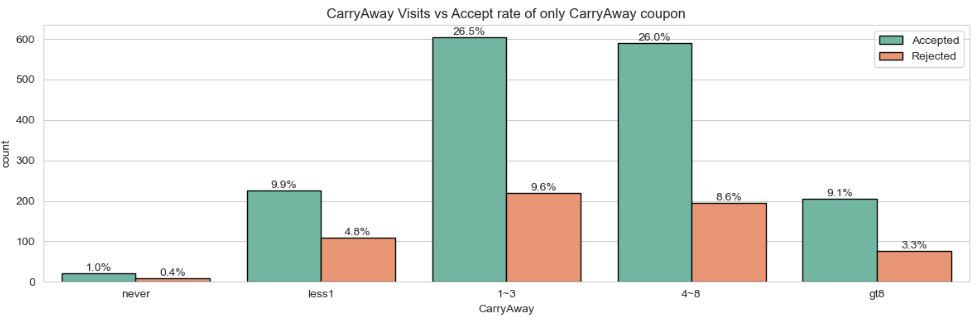 CarryAway Visits vs Accept rate of only CarryAway coupon
Accepted
Rejected
count
600
500
400
300
200
100
0
1.0%
0.4%
9.9%
4.8%
26.5%
9.6%
26.0%
8.6%
9.1%
3.3%
never
less1
1~3
4~8
gt8
CarryAway